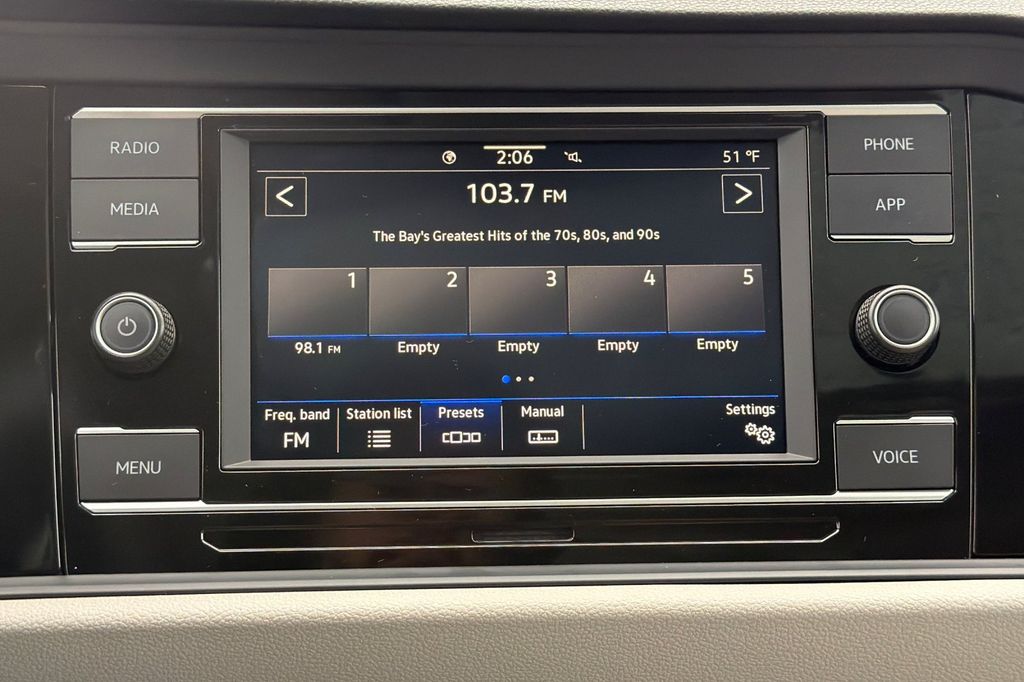 RADIO
MEDIA
MENU
2:06
51 °F
<
103.7 FM
>
The Bay's Greatest Hits of the 70s, 80s, and 90s
1
2
3
4
5
98.1 FM
Empty
Empty
Empty
Empty
Freq. band
FM
Station list
Presets
Manual
Settings
PHONE
APP
VOICE